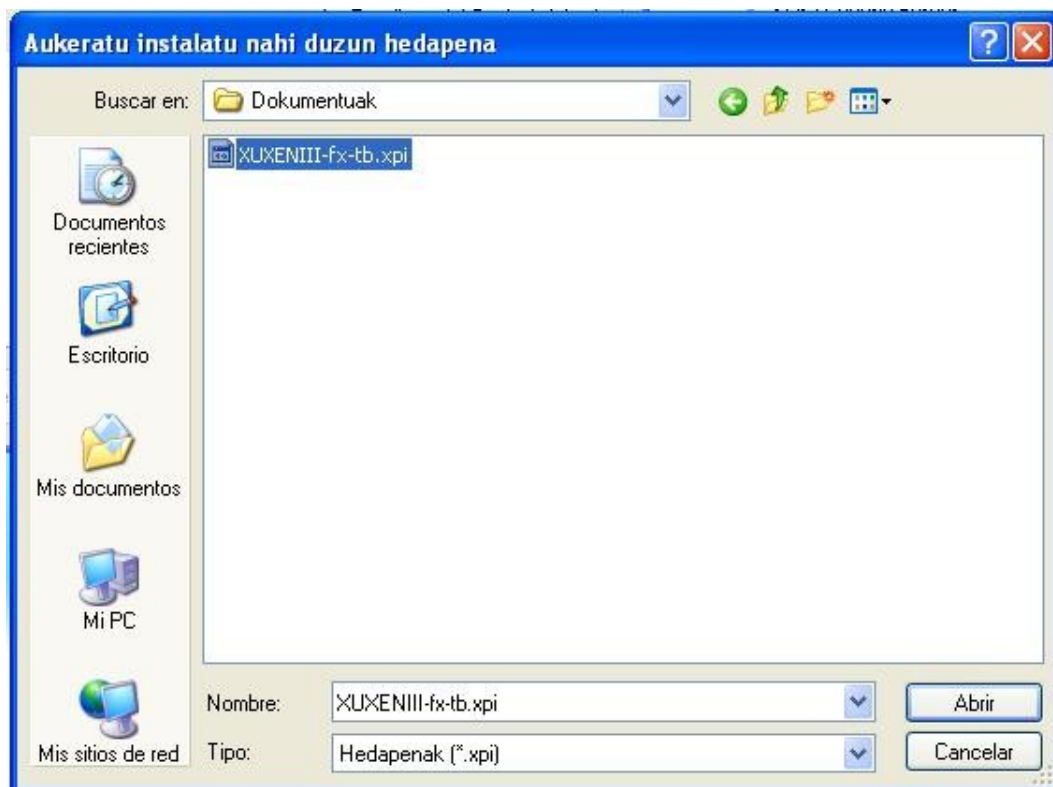 Aukeratu instalatu nahi duzun hedapena
Buscar en:
Dokumentuak
XUXENIII-fx-tb.xpi
Documentos
recientes
Escritorio
Mis documentos
Mi PC
Mis sitios de red
Nombre:
XUXENIII-fx-tb.xpi
Abrir
Tipo:
Hedapenak (*.xpi)
Cancelar